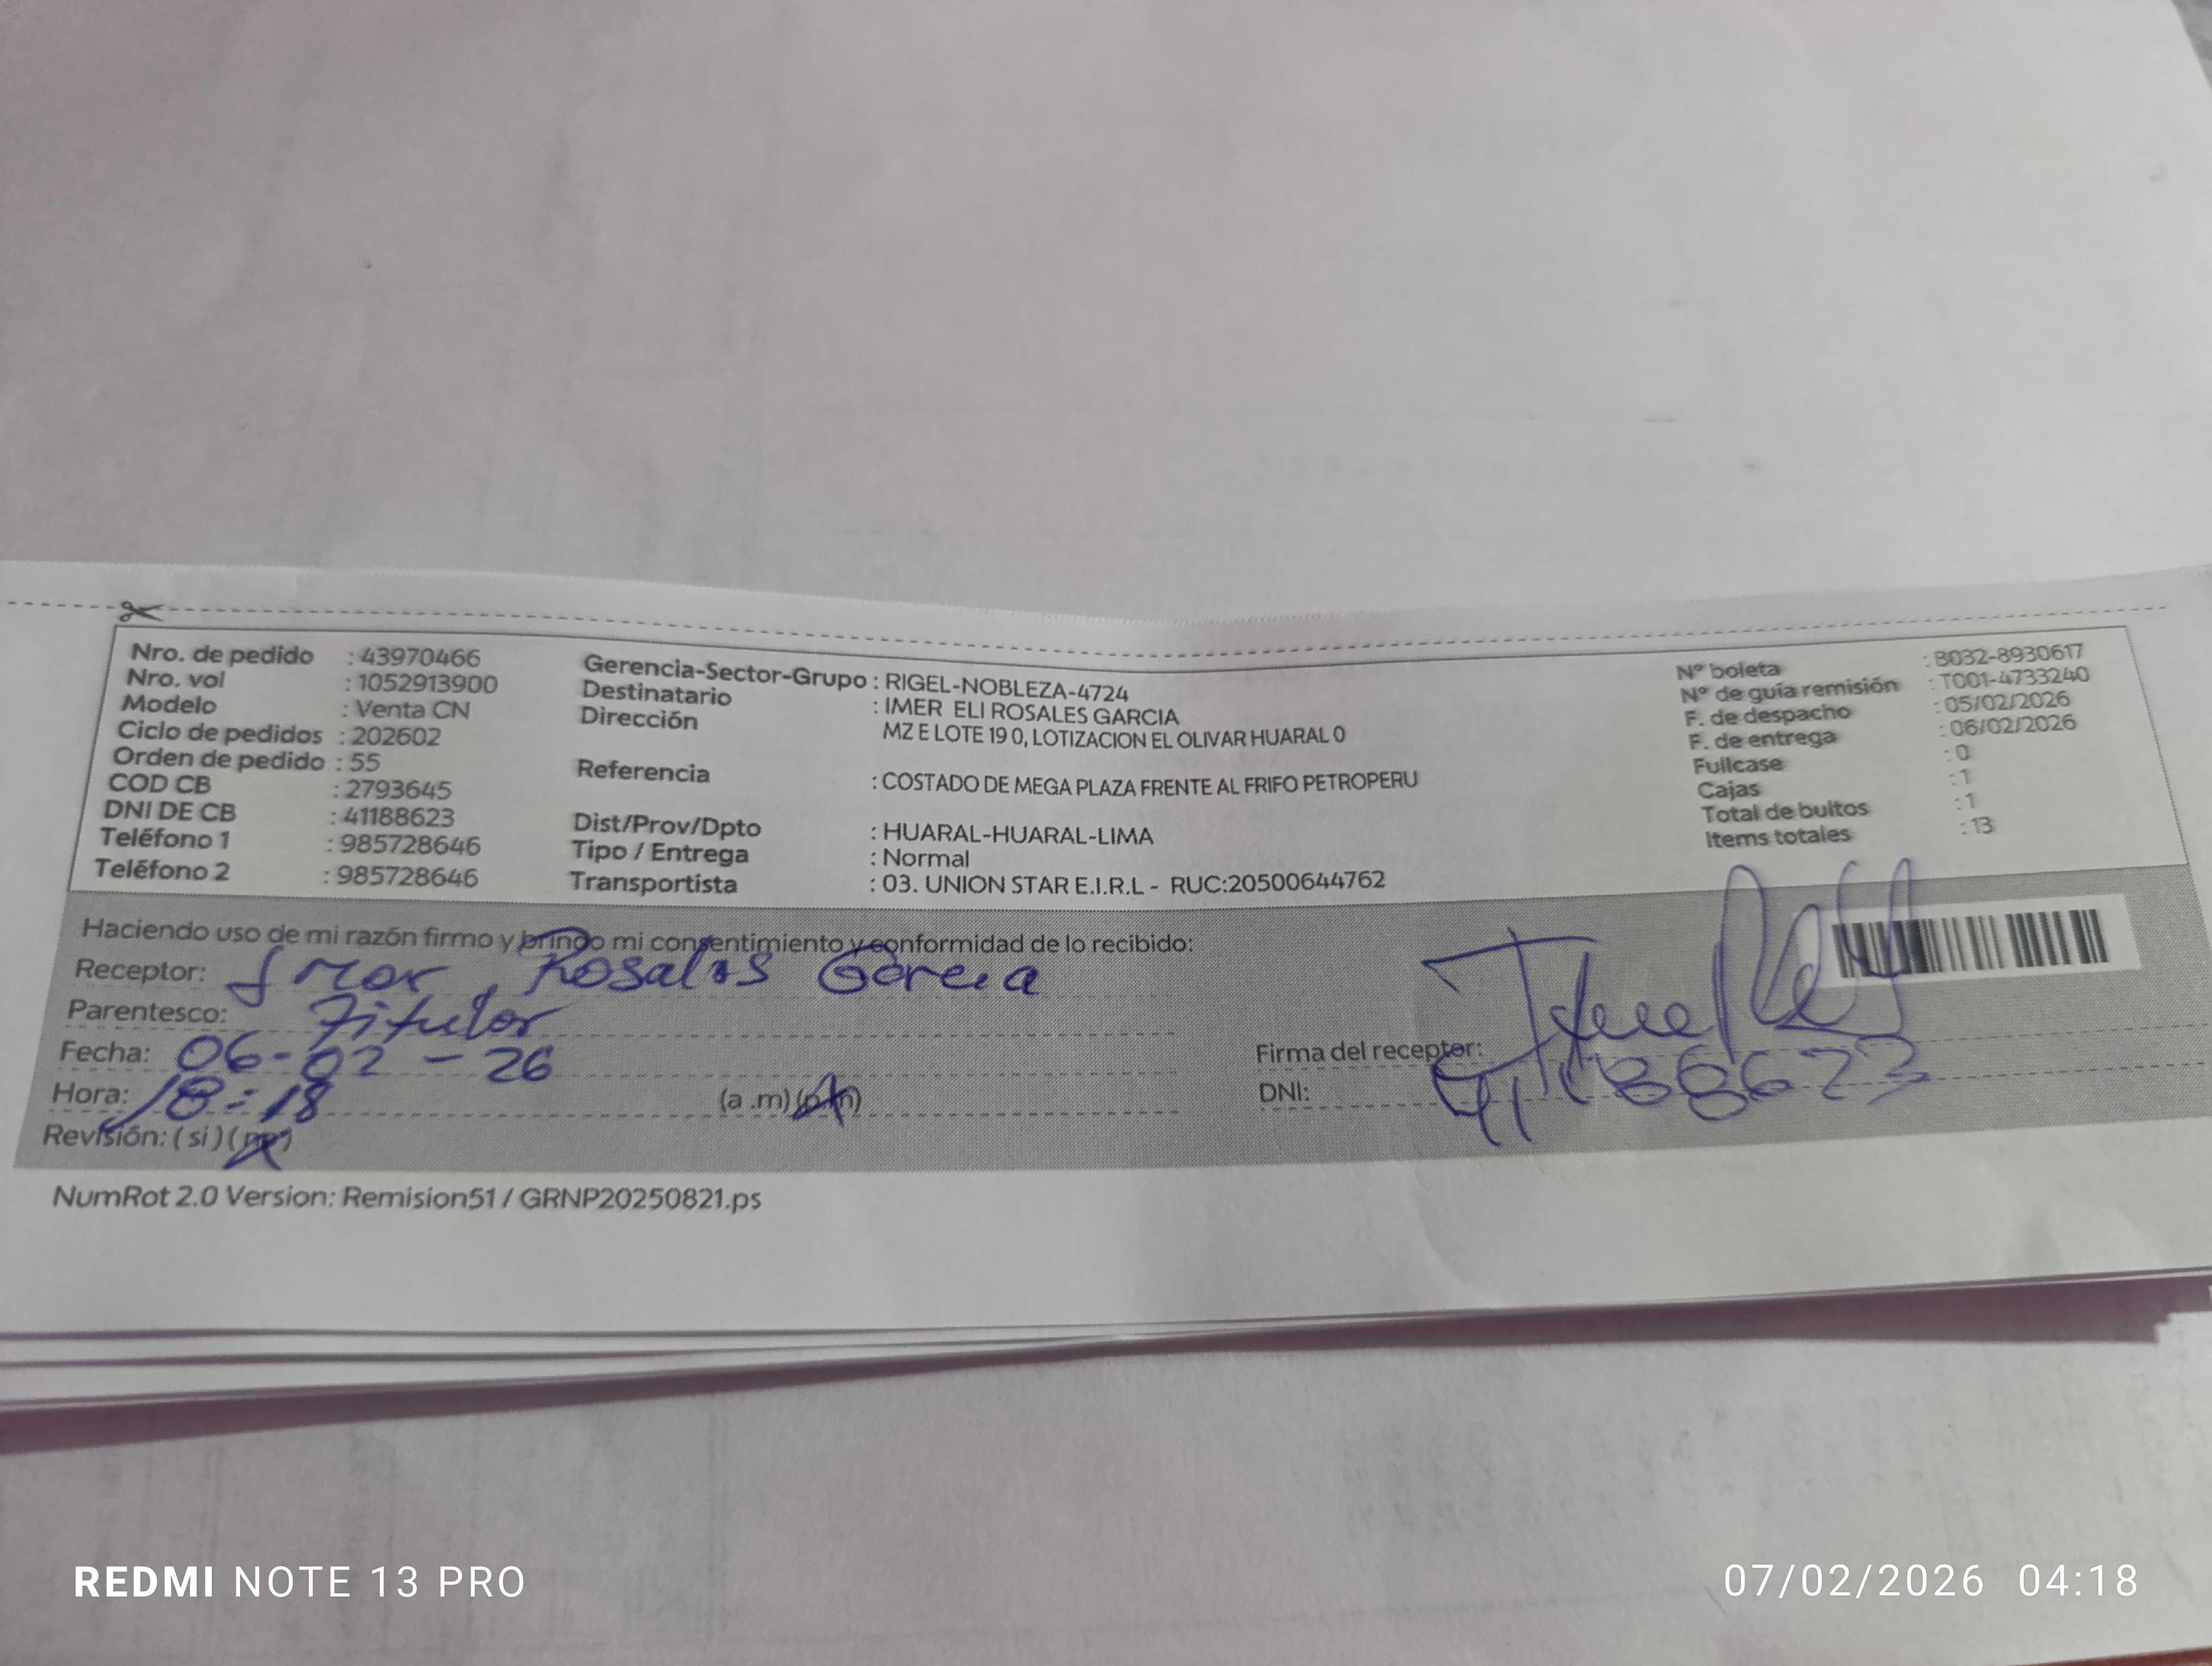 Nro. de pedido : 43970466
Nro. vol : 1052913900
Modelo : Venta CN
Ciclo de pedidos : 202602
Orden de pedido : 55
COD CB : 2793645
DNI DE CB : 41188623
Teléfono 1 : 985728646
Teléfono 2 : 985728646
Gerencia-Sector-Grupo : RIGEL-NOBLEZA-4724
Destinatario : IMER ELI ROSALES GARCIA
Dirección MZ E LOTE 19 0, LOTIZACION EL OLIVAR HUARAL 0
Referencia : COSTADO DE MEGA PLAZA FRENTE AL FRIFO PETROPERU
Dist/Prov/Dpto : HUARAL-HUARAL-LIMA
Tipo / Entrega : Normal
Transportista : 03. UNION STAR E.I.R.L - RUC:20500644762
Nº boleta : B032-8930617
Nº de guía remisión : T001-4733240
F. de despacho : 05/02/2026
F. de entrega : 06/02/2026
Fullcase : 0
Cajas : 1
Total de bultos : 1
Items totales : 13
Haciendo uso de mi razón firmo y brindo mi consentimiento y conformidad de lo recibido:
Receptor: Imer Rosales Garcia
Parentesco: Titular
Fecha: 06-02-26
Hora: 18:18 (a .m) (p.m)
Revisión: ( si ) ( no )
Firma del receptor:
DNI: 41188623
NumRot 2.0 Version: Remision51 / GRNP20250821.ps
REDMI NOTE 13 PRO
07/02/2026 04:18